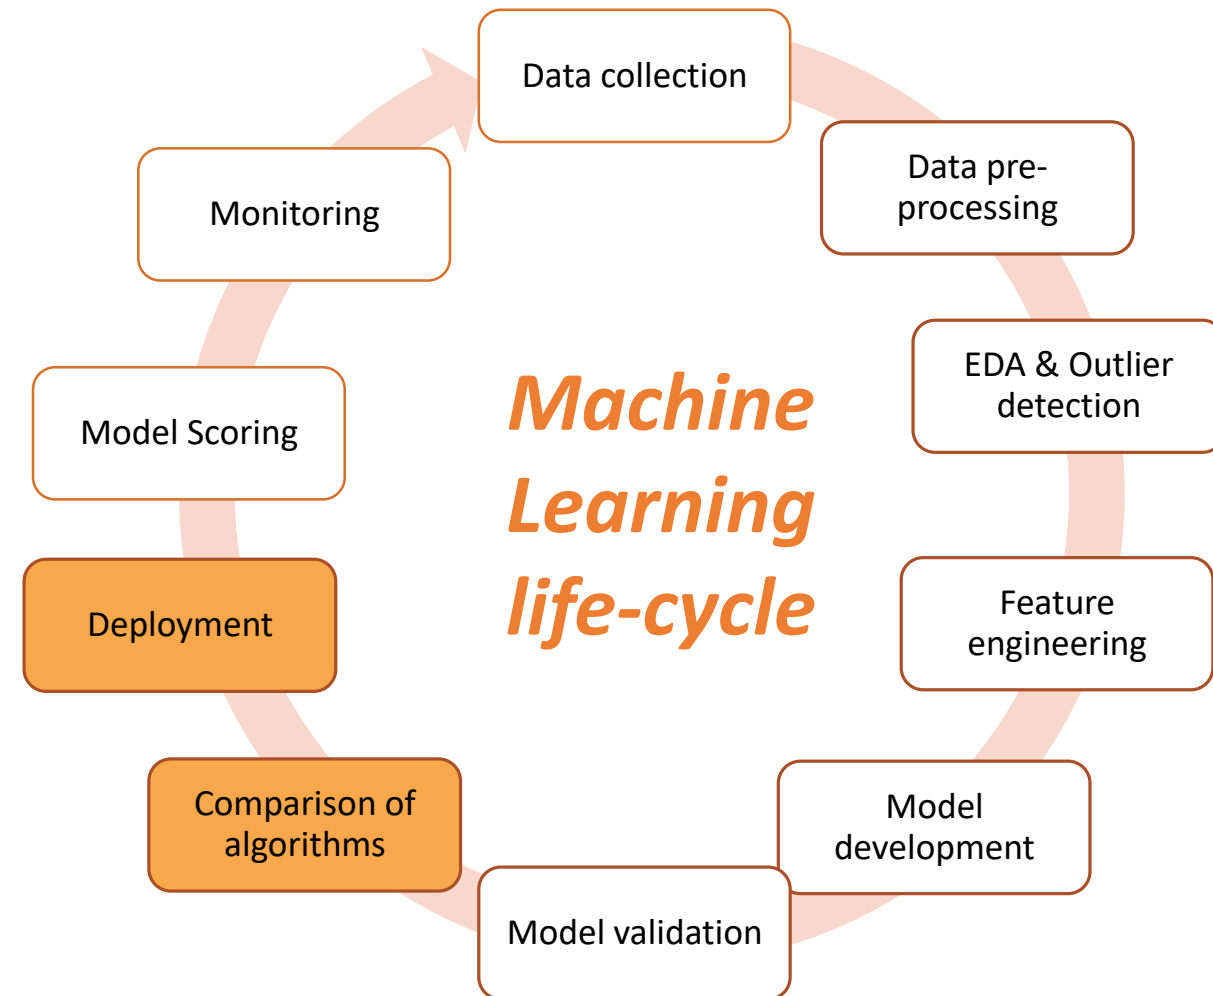 Data collection
Data pre-
processing
EDA & Outlier
detection
Feature
engineering
Model
development
Model validation
Comparison of
algorithms
Deployment
Model Scoring
Monitoring
Machine
Learning
life-cycle